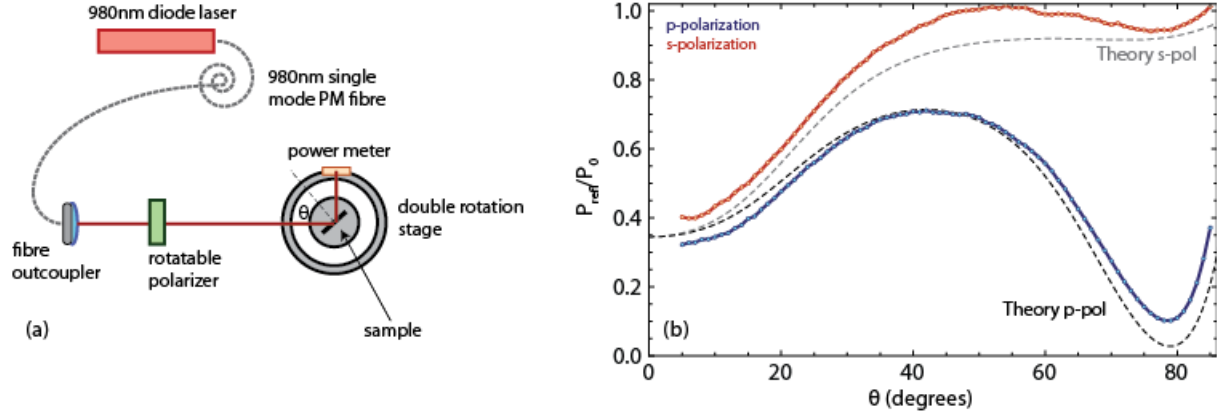 980nm diode laser
980nm single
mode PM fibre
power meter
θ
double rotation
stage
fibre
outcoupler
rotatable
polarizer
sample
(a)
p-polarization
s-polarization
Theory s-pol
Theory p-pol
(b)
P_refl/P_0
1.0
0.8
0.6
0.4
0.2
0.0
0 20 40 60 80
θ (degrees)